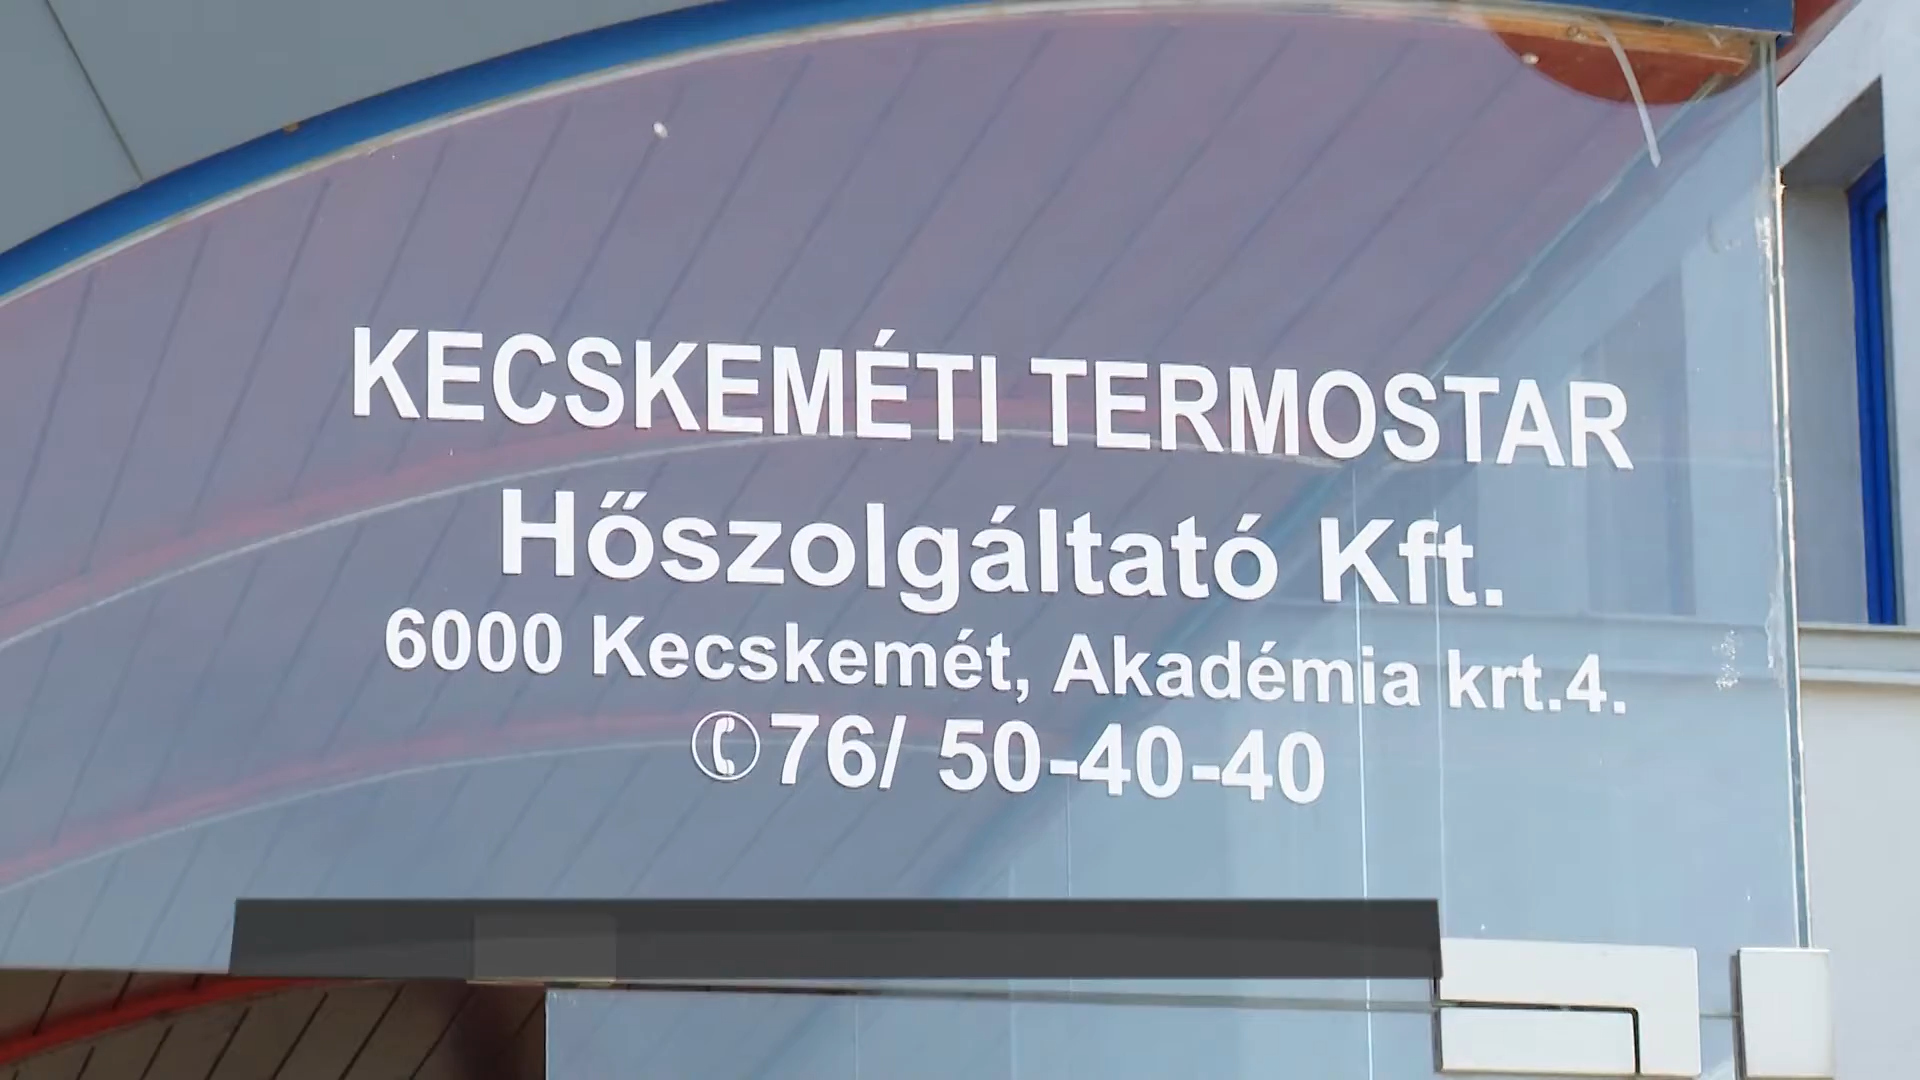 KECSKEMÉTI TERMOSTAR
Hőszolgáltató Kft.
6000 Kecskemét, Akadémia krt.4.
✆76/ 50-40-40